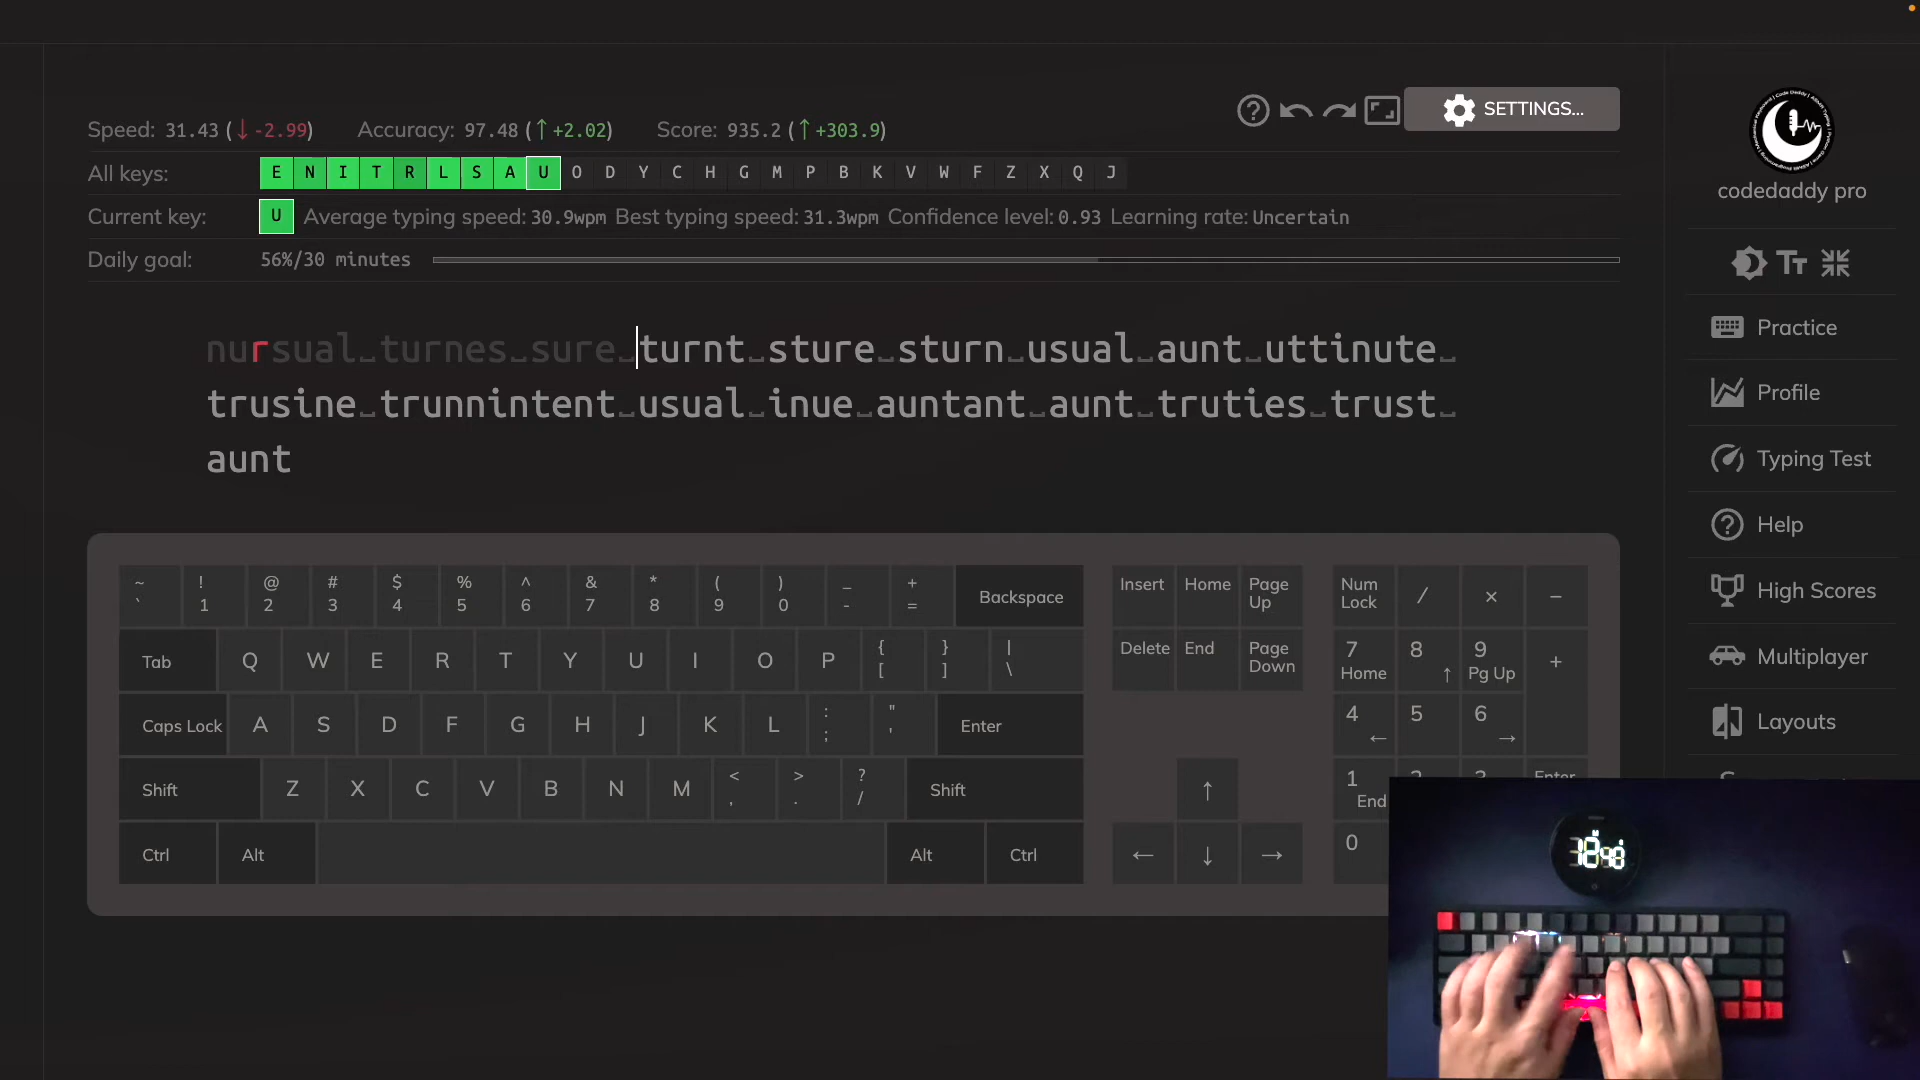 Speed: 31.43 (↓-2.99) Accuracy: 97.48 (↑+2.02) Score: 935.2 (↑+303.9)
SETTINGS...
All keys: E N I T R L S A U O D Y C H G M P B K V W F Z X Q J
Current key: U Average typing speed: 30.9wpm Best typing speed: 31.3wpm Confidence level: 0.93 Learning rate: Uncertain
Daily goal: 56%/30 minutes
nursual turnes sure turnt sture sturn usual aunt uttinute
trusine trunnintent usual inue auntant aunt truties trust
aunt
~ ! @ # $ % ^ & * ( ) _ +
` 1 2 3 4 5 6 7 8 9 0 - = Backspace
Tab Q W E R T Y U I O P { [ } ] | \
Caps Lock A S D F G H J K L : ; " ' Enter
Shift Z X C V B N M < , > . ? / Shift
Ctrl Alt Alt Ctrl
Insert Home Page Up
Delete End Page Down
↑
← ↓ →
Num Lock / × −
7 Home 8 ↑ 9 Pg Up +
4 ← 5 6 →
1 End
0
codedaddy pro
Tт
Practice
Profile
Typing Test
Help
High Scores
Multiplayer
Layouts